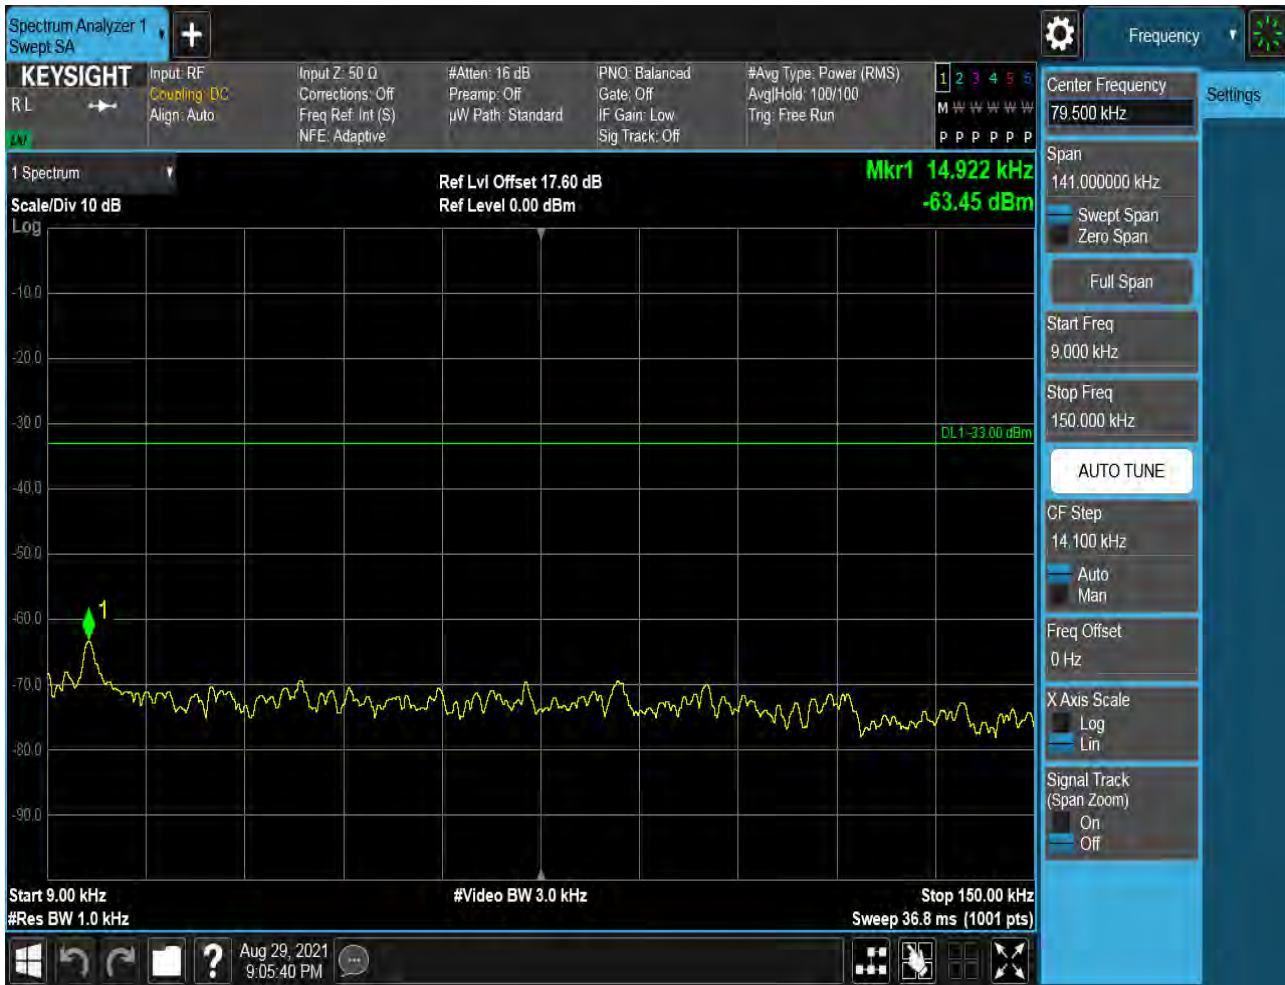 Spectrum Analyzer 1
Swept SA
Frequency
KEYSIGHT
R L
LXI
Input: RF
Coupling: DC
Align: Auto
Input Z: 50 Ω
Corrections: Off
Freq Ref: Int (S)
NFE: Adaptive
#Atten: 16 dB
Preamp: Off
µW Path: Standard
PNO: Balanced
Gate: Off
IF Gain: Low
Sig Track: Off
#Avg Type: Power (RMS)
Avg|Hold: 100/100
Trig: Free Run
1 2 3 4 5 6
M W W W W W
P P P P P P
1 Spectrum
Scale/Div 10 dB
Ref Lvl Offset 17.60 dB
Ref Level 0.00 dBm
Mkr1 14.922 kHz
-63.45 dBm
Log
-10.0
-20.0
-30.0
DL1 -33.00 dBm
-40.0
-50.0
-60.0
1
-70.0
-80.0
-90.0
Start 9.00 kHz
#Video BW 3.0 kHz
Stop 150.00 kHz
#Res BW 1.0 kHz
Sweep 36.8 ms (1001 pts)
Aug 29, 2021
9:05:40 PM
Center Frequency
79.500 kHz
Settings
Span
141.000000 kHz
Swept Span
Zero Span
Full Span
Start Freq
9.000 kHz
Stop Freq
150.000 kHz
AUTO TUNE
CF Step
14.100 kHz
Auto
Man
Freq Offset
0 Hz
X Axis Scale
Log
Lin
Signal Track
(Span Zoom)
On
Off